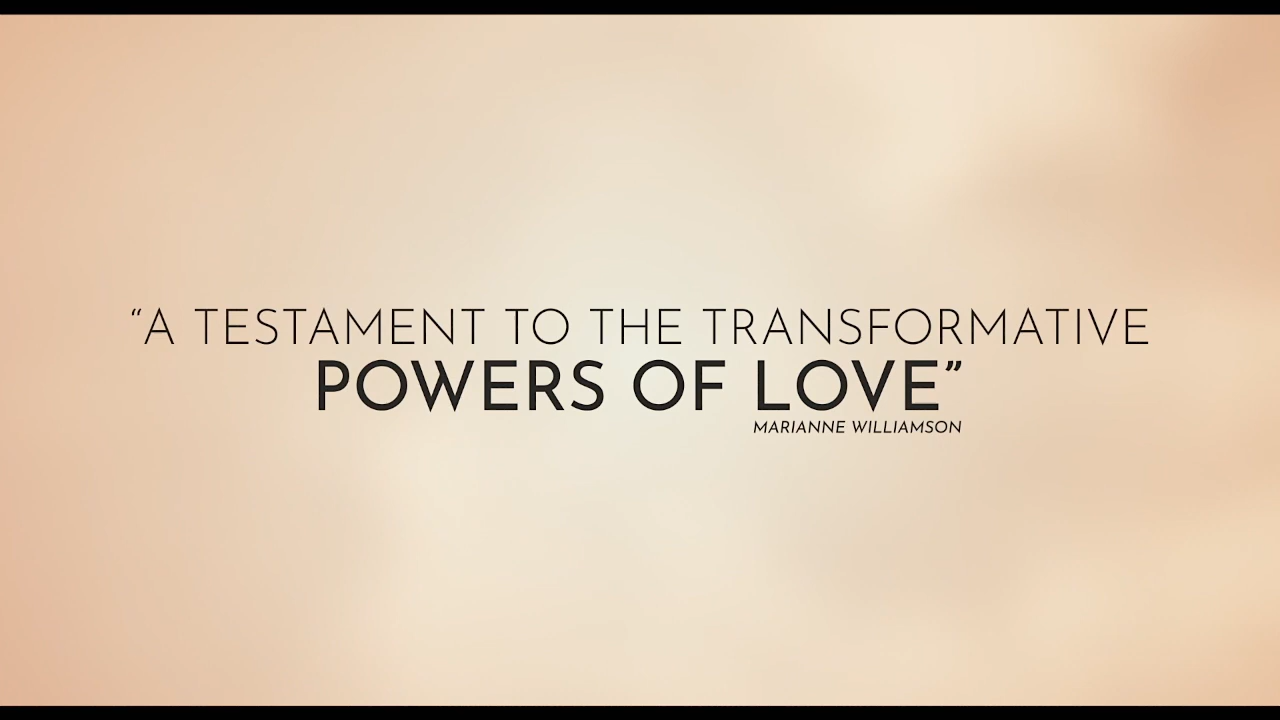 “A TESTAMENT TO THE TRANSFORMATIVE
POWERS OF LOVE”
MARIANNE WILLIAMSON